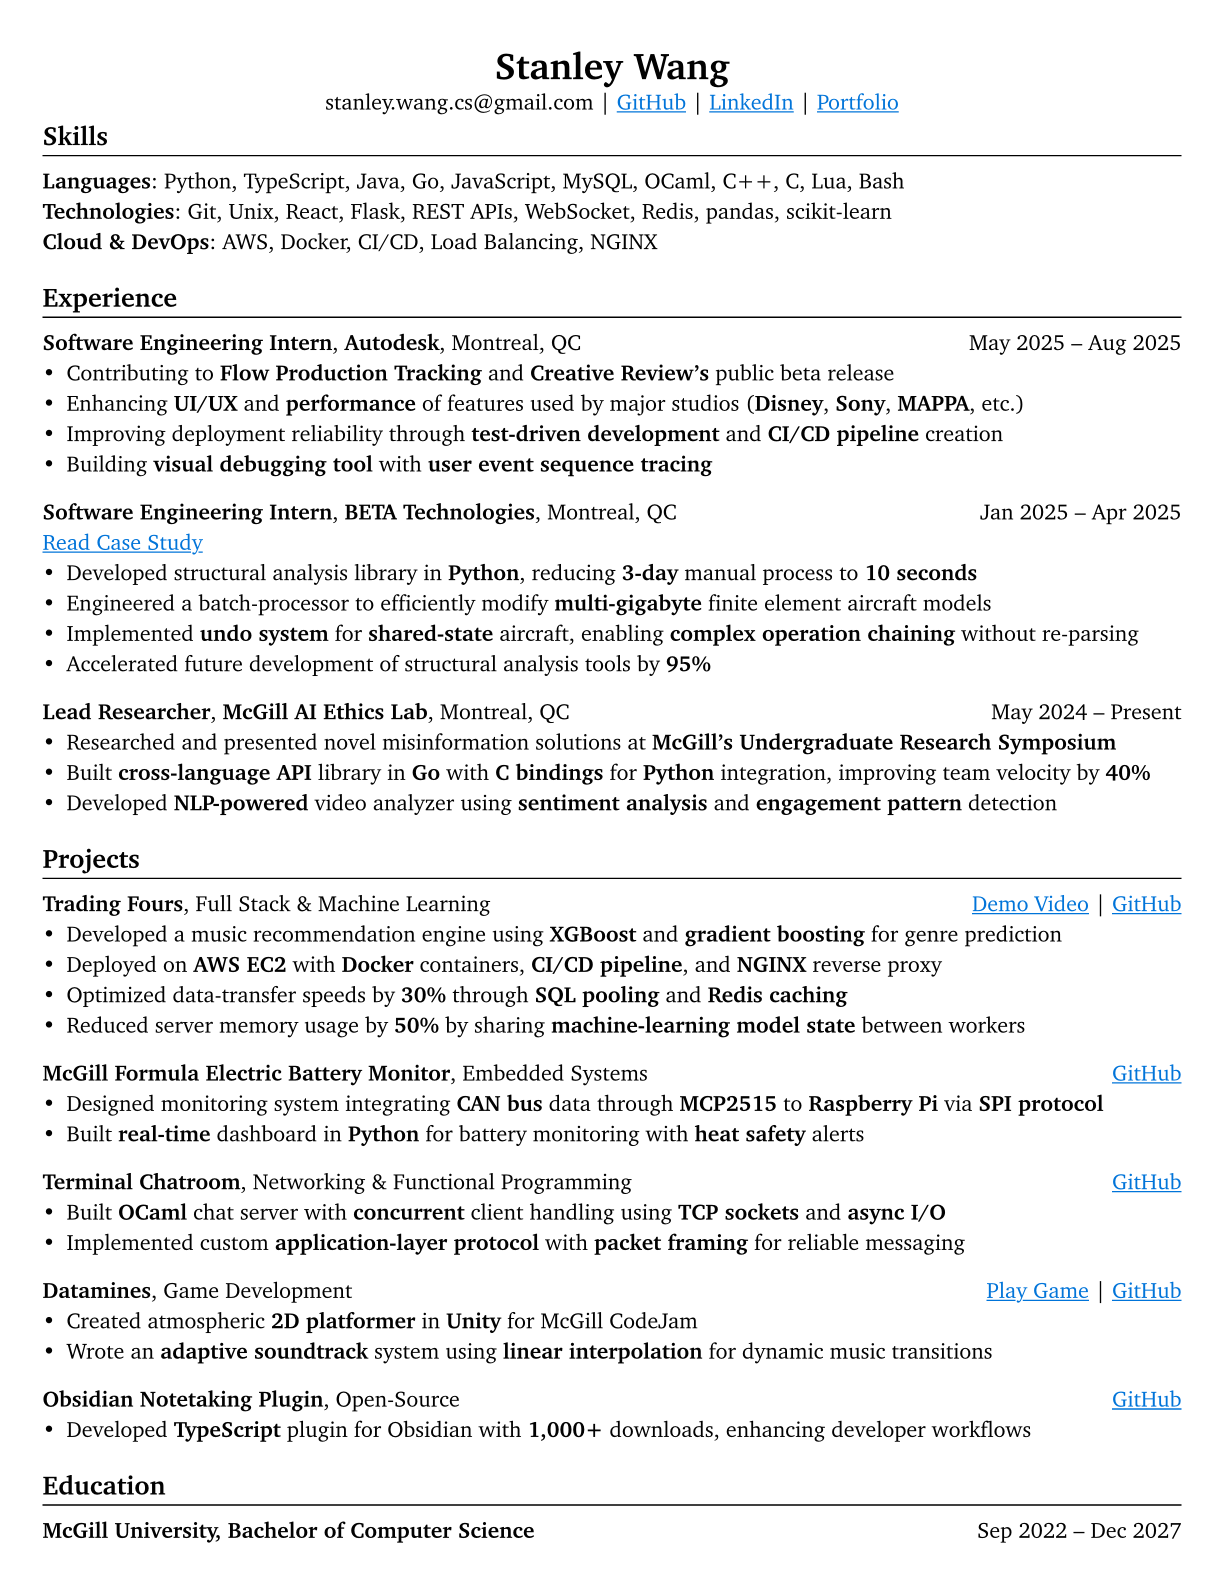 Stanley Wang
stanley.wang.cs@gmail.com | GitHub | LinkedIn | Portfolio
Skills
Languages: Python, TypeScript, Java, Go, JavaScript, MySQL, OCaml, C++, C, Lua, Bash
Technologies: Git, Unix, React, Flask, REST APIs, WebSocket, Redis, pandas, scikit-learn
Cloud & DevOps: AWS, Docker, CI/CD, Load Balancing, NGINX
Experience
Software Engineering Intern, Autodesk, Montreal, QC May 2025 – Aug 2025
• Contributing to Flow Production Tracking and Creative Review's public beta release
• Enhancing UI/UX and performance of features used by major studios (Disney, Sony, MAPPA, etc.)
• Improving deployment reliability through test-driven development and CI/CD pipeline creation
• Building visual debugging tool with user event sequence tracing
Software Engineering Intern, BETA Technologies, Montreal, QC Jan 2025 – Apr 2025
Read Case Study
• Developed structural analysis library in Python, reducing 3-day manual process to 10 seconds
• Engineered a batch-processor to efficiently modify multi-gigabyte finite element aircraft models
• Implemented undo system for shared-state aircraft, enabling complex operation chaining without re-parsing
• Accelerated future development of structural analysis tools by 95%
Lead Researcher, McGill AI Ethics Lab, Montreal, QC May 2024 – Present
• Researched and presented novel misinformation solutions at McGill's Undergraduate Research Symposium
• Built cross-language API library in Go with C bindings for Python integration, improving team velocity by 40%
• Developed NLP-powered video analyzer using sentiment analysis and engagement pattern detection
Projects
Trading Fours, Full Stack & Machine Learning Demo Video | GitHub
• Developed a music recommendation engine using XGBoost and gradient boosting for genre prediction
• Deployed on AWS EC2 with Docker containers, CI/CD pipeline, and NGINX reverse proxy
• Optimized data-transfer speeds by 30% through SQL pooling and Redis caching
• Reduced server memory usage by 50% by sharing machine-learning model state between workers
McGill Formula Electric Battery Monitor, Embedded Systems GitHub
• Designed monitoring system integrating CAN bus data through MCP2515 to Raspberry Pi via SPI protocol
• Built real-time dashboard in Python for battery monitoring with heat safety alerts
Terminal Chatroom, Networking & Functional Programming GitHub
• Built OCaml chat server with concurrent client handling using TCP sockets and async I/O
• Implemented custom application-layer protocol with packet framing for reliable messaging
Datamines, Game Development Play Game | GitHub
• Created atmospheric 2D platformer in Unity for McGill CodeJam
• Wrote an adaptive soundtrack system using linear interpolation for dynamic music transitions
Obsidian Notetaking Plugin, Open-Source GitHub
• Developed TypeScript plugin for Obsidian with 1,000+ downloads, enhancing developer workflows
Education
McGill University, Bachelor of Computer Science Sep 2022 – Dec 2027